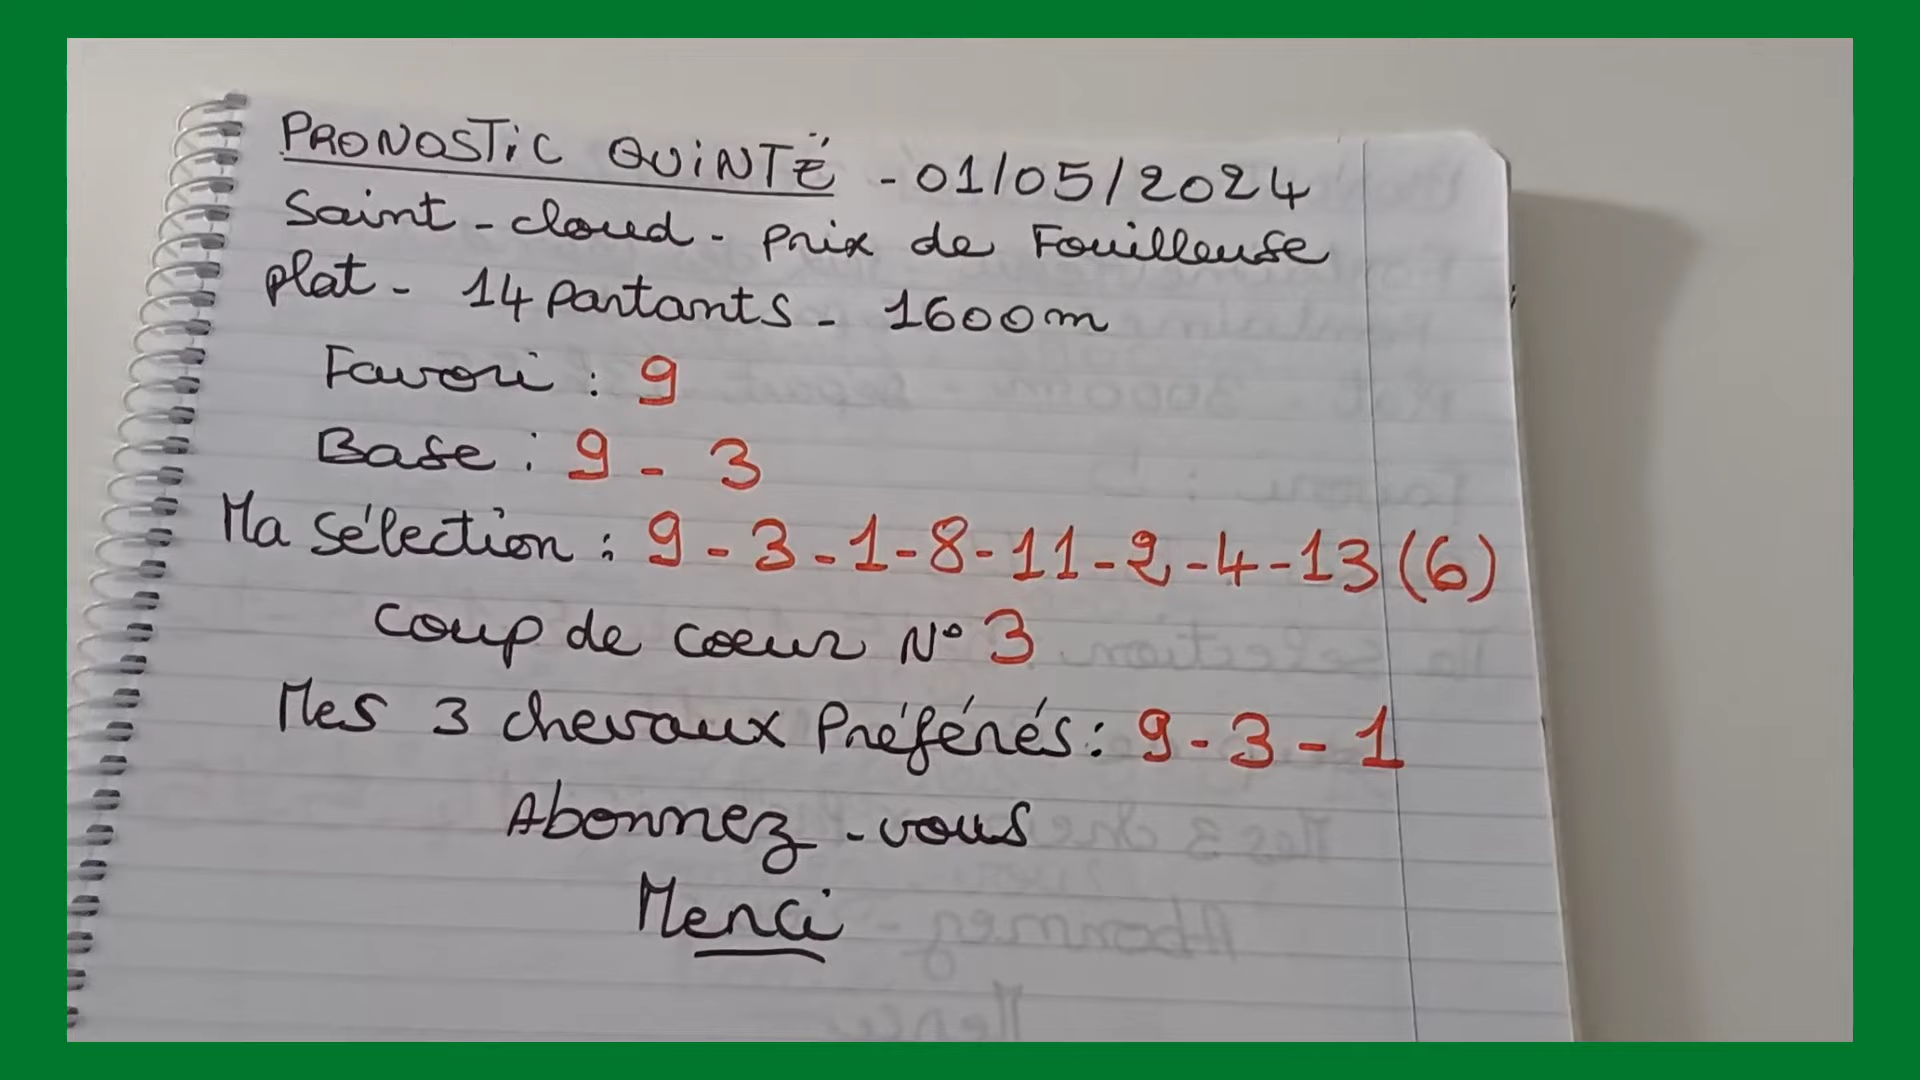 PRONOSTiC QUiNTÉ - 01/05/2024
Saint-cloud - prix de Fouilleuse
plat - 14 partants - 1600m
Favori : 9
Base : 9 - 3
Ma sélection : 9 - 3 - 1 - 8 - 11 - 2 - 4 - 13 (6)
coup de coeur N° 3
Mes 3 chevaux Préférés : 9 - 3 - 1
Abonnez-vous
Merci